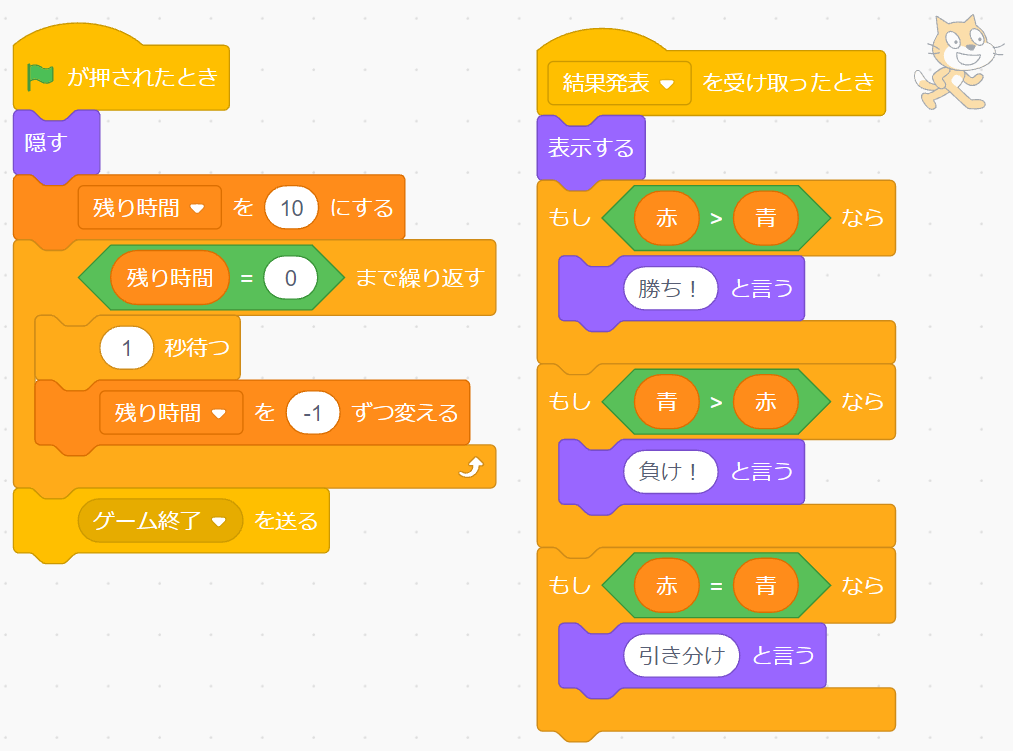 が押されたとき
隠す
残り時間 を 10 にする
残り時間 = 0 まで繰り返す
1 秒待つ
残り時間 を -1 ずつ変える
ゲーム終了 を送る
結果発表 を受け取ったとき
表示する
もし 赤 > 青 なら
勝ち！ と言う
もし 青 > 赤 なら
負け！ と言う
もし 赤 = 青 なら
引き分け と言う